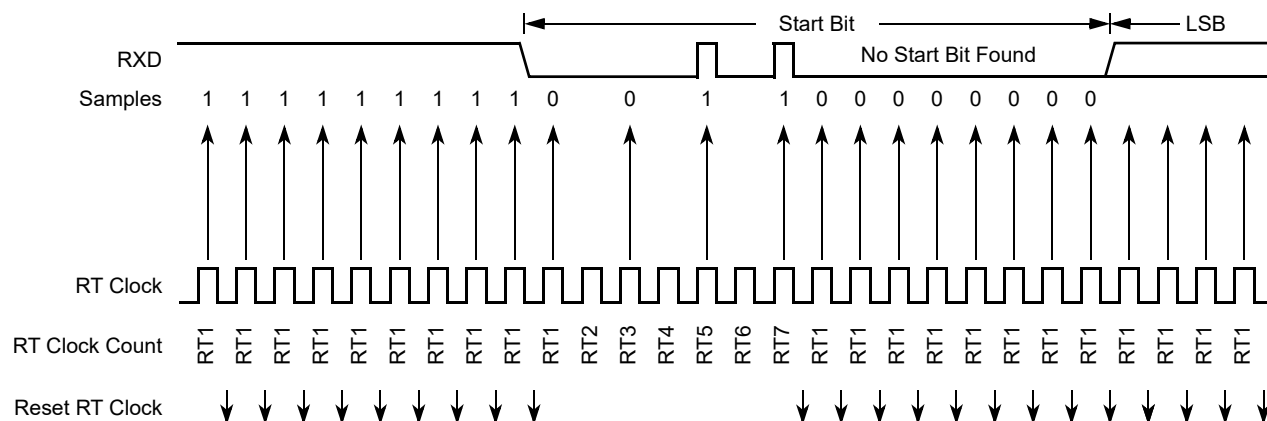 Start Bit LSB
RXD No Start Bit Found
Samples 1 1 1 1 1 1 1 1 1 0 0 1 1 0 0 0 0 0 0 0 0
RT Clock
RT Clock Count RT1 RT1 RT1 RT1 RT1 RT1 RT1 RT1 RT1 RT1 RT2 RT3 RT4 RT5 RT6 RT7 RT1 RT1 RT1 RT1 RT1 RT1 RT1 RT1 RT1 RT1 RT1 RT1
Reset RT Clock